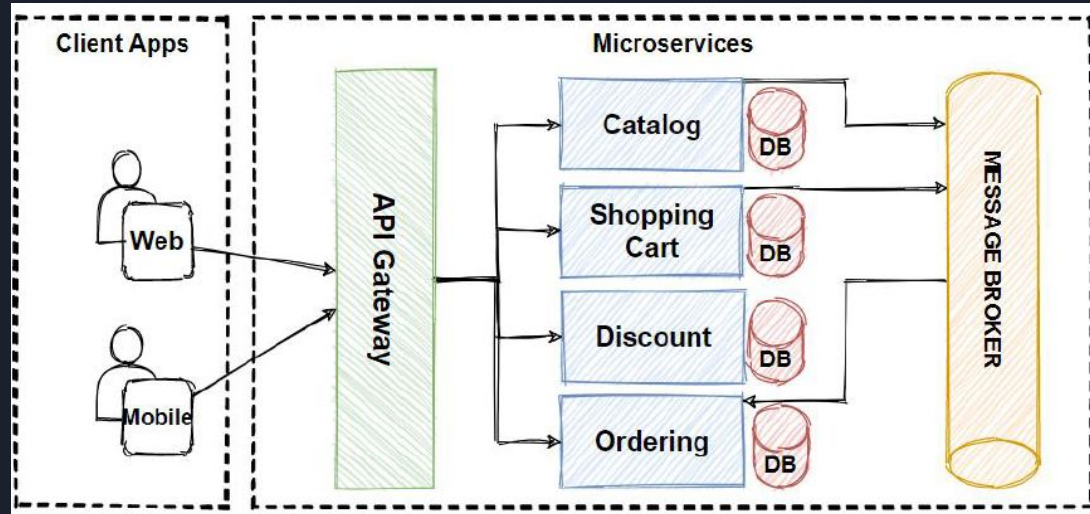 Client Apps
Microservices
Web
Mobile
API Gateway
Catalog
DB
Shopping
Cart
DB
Discount
DB
Ordering
DB
MESSAGE BROKER